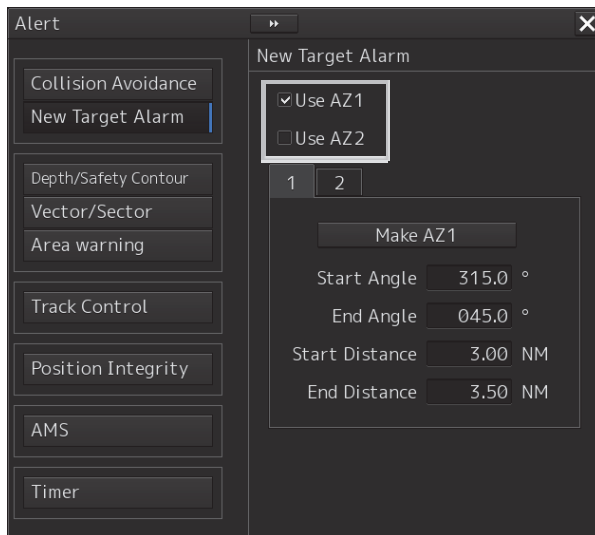 Alert
Collision Avoidance
New Target Alarm
Depth/Safety Contour
Vector/Sector
Area warning
Track Control
Position Integrity
AMS
Timer
New Target Alarm
Use AZ1
Use AZ2
1 2
Make AZ1
Start Angle 315.0 °
End Angle 045.0 °
Start Distance 3.00 NM
End Distance 3.50 NM